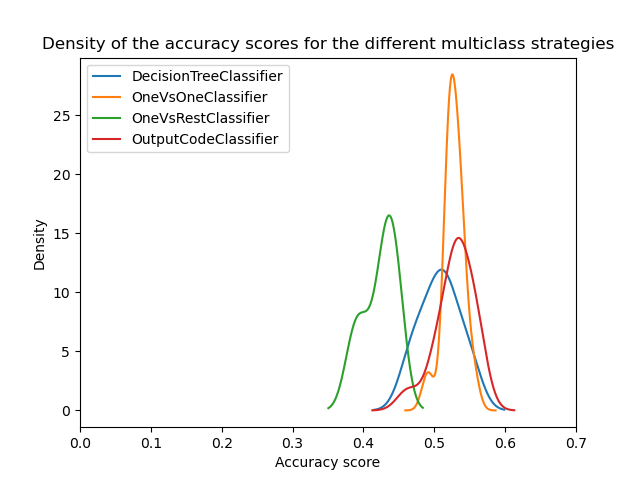 Density of the accuracy scores for the different multiclass strategies
DecisionTreeClassifier
OneVsOneClassifier
OneVsRestClassifier
OutputCodeClassifier
25
20
15
10
5
0
Density
0.0 0.1 0.2 0.3 0.4 0.5 0.6 0.7
Accuracy score